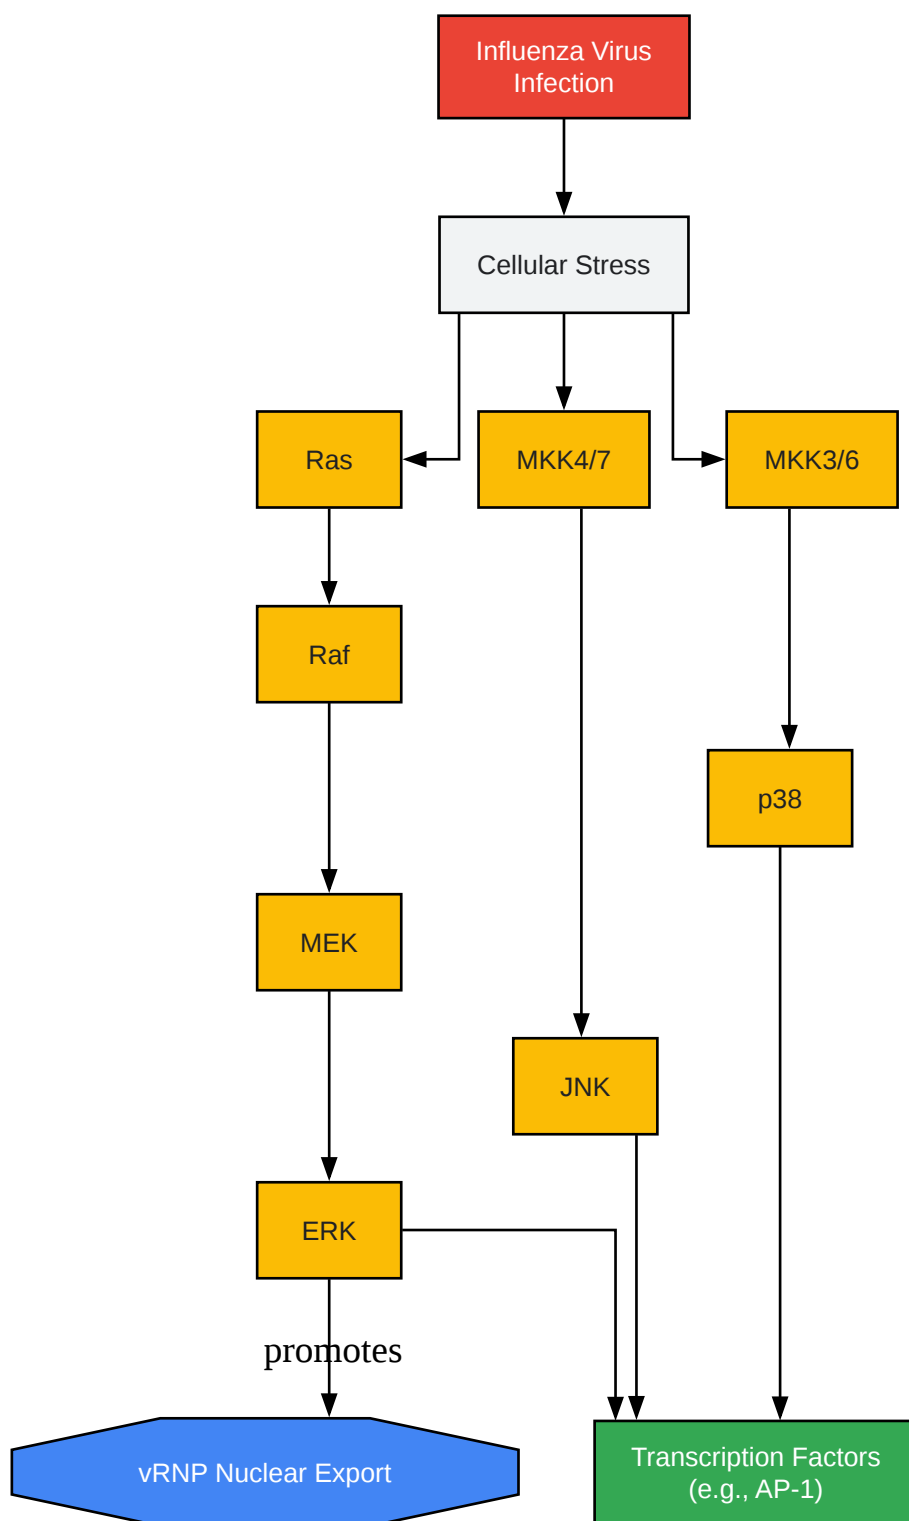 Influenza Virus
Infection
Cellular Stress
Ras
MKK4/7
MKK3/6
Raf
p38
MEK
JNK
ERK
promotes
vRNP Nuclear Export
Transcription Factors
(e.g., AP-1)